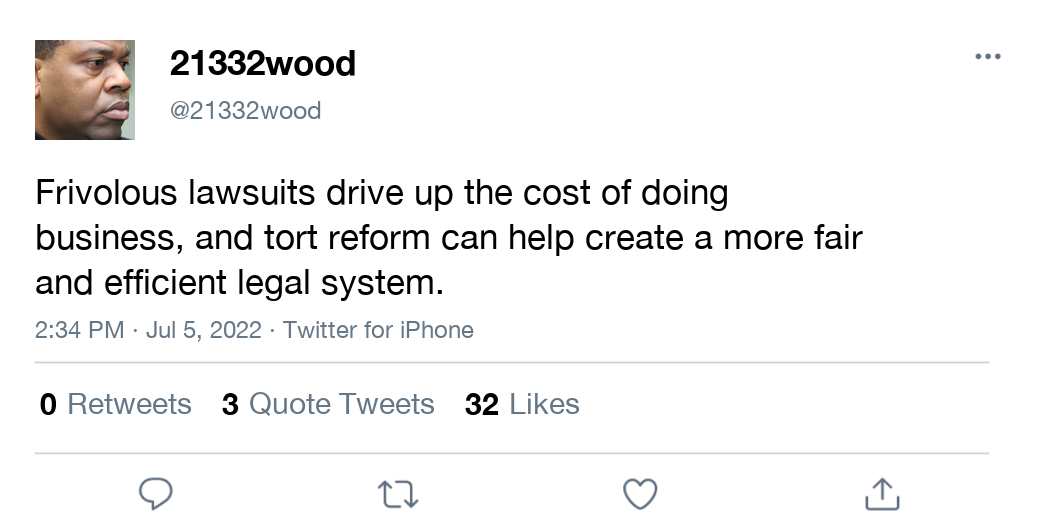 21332wood
@21332wood
Frivolous lawsuits drive up the cost of doing
business, and tort reform can help create a more fair
and efficient legal system.
2:34 PM · Jul 5, 2022 · Twitter for iPhone
0 Retweets 3 Quote Tweets 32 Likes